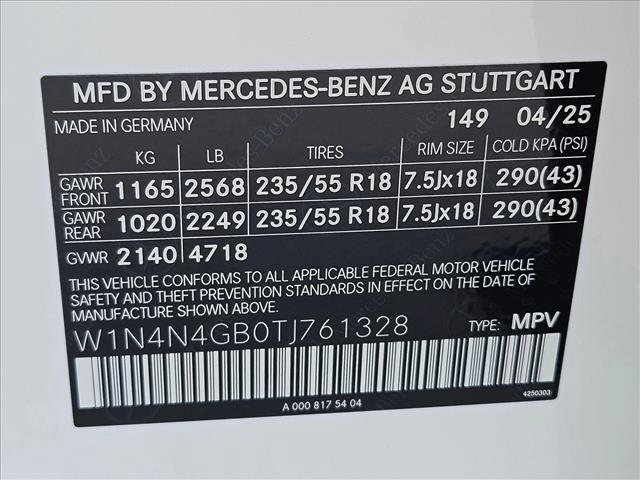 MFD BY MERCEDES-BENZ AG STUTTGART
MADE IN GERMANY 149 04/25
KG LB TIRES RIM SIZE COLD KPA (PSI)
GAWR FRONT 1165 2568 235/55 R18 7.5Jx18 290(43)
GAWR REAR 1020 2249 235/55 R18 7.5Jx18 290(43)
GVWR 2140 4718
THIS VEHICLE CONFORMS TO ALL APPLICABLE FEDERAL MOTOR VEHICLE
SAFETY AND THEFT PREVENTION STANDARDS IN EFFECT ON THE DATE
OF MANUFACTURE SHOWN ABOVE.
W1N4N4GB0TJ761328 TYPE: MPV
A 000 817 54 04 4250303